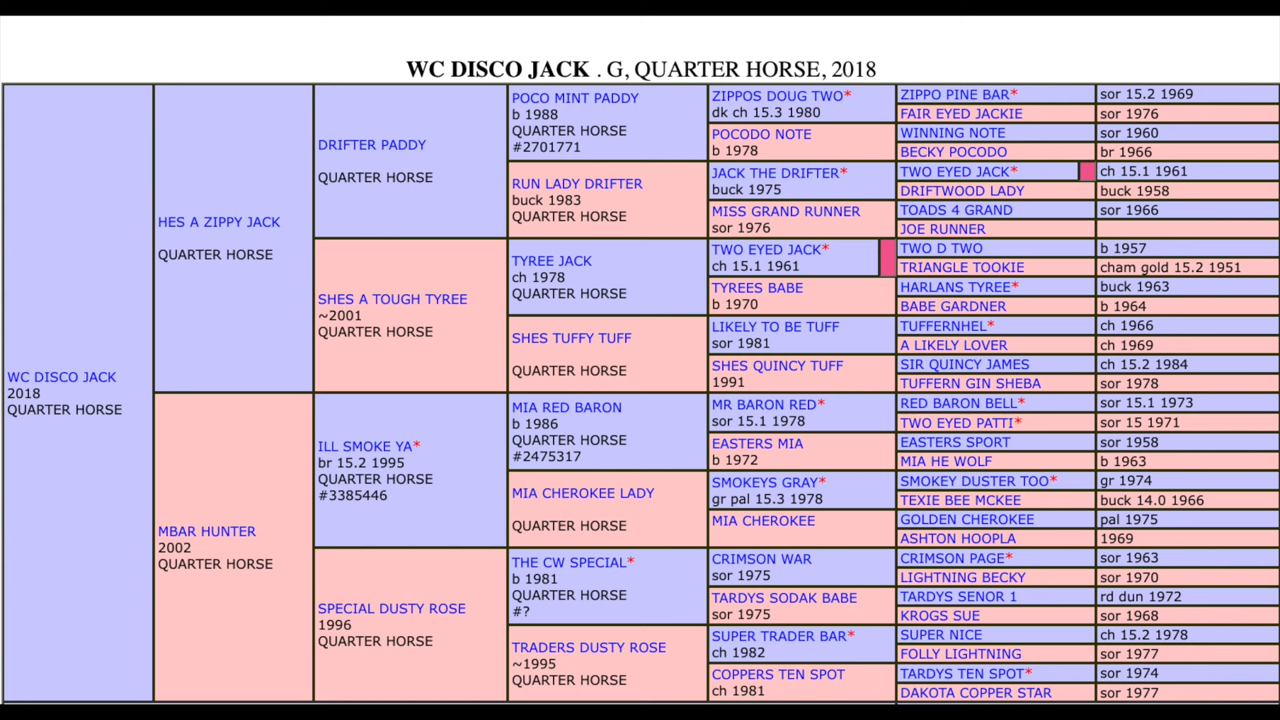 WC DISCO JACK . G, QUARTER HORSE, 2018
WC DISCO JACK
2018
QUARTER HORSE
HES A ZIPPY JACK
QUARTER HORSE
MBAR HUNTER
2002
QUARTER HORSE
DRIFTER PADDY
QUARTER HORSE
SHES A TOUGH TYREE
~2001
QUARTER HORSE
ILL SMOKE YA*
br 15.2 1995
QUARTER HORSE
#3385446
SPECIAL DUSTY ROSE
1996
QUARTER HORSE
POCO MINT PADDY
b 1988
QUARTER HORSE
#2701771
RUN LADY DRIFTER
buck 1983
QUARTER HORSE
TYREE JACK
ch 1978
QUARTER HORSE
SHES TUFFY TUFF
QUARTER HORSE
MIA RED BARON
b 1986
QUARTER HORSE
#2475317
MIA CHEROKEE LADY
QUARTER HORSE
THE CW SPECIAL*
b 1981
QUARTER HORSE
#?
TRADERS DUSTY ROSE
~1995
QUARTER HORSE
ZIPPOS DOUG TWO*
dk ch 15.3 1980
POCODO NOTE
b 1978
JACK THE DRIFTER*
buck 1975
MISS GRAND RUNNER
sor 1976
TWO EYED JACK*
ch 15.1 1961
TYREES BABE
b 1970
LIKELY TO BE TUFF
sor 1981
SHES QUINCY TUFF
1991
MR BARON RED*
sor 15.1 1978
EASTERS MIA
b 1972
SMOKEYS GRAY*
gr pal 15.3 1978
MIA CHEROKEE
CRIMSON WAR
sor 1975
TARDYS SODAK BABE
sor 1975
SUPER TRADER BAR*
ch 1982
COPPERS TEN SPOT
ch 1981
ZIPPO PINE BAR* sor 15.2 1969
FAIR EYED JACKIE sor 1976
WINNING NOTE sor 1960
BECKY POCODO br 1966
TWO EYED JACK* ch 15.1 1961
DRIFTWOOD LADY buck 1958
TOADS 4 GRAND sor 1966
JOE RUNNER
TWO D TWO b 1957
TRIANGLE TOOKIE cham gold 15.2 1951
HARLANS TYREE* buck 1963
BABE GARDNER b 1964
TUFFERNHEL* ch 1966
A LIKELY LOVER ch 1969
SIR QUINCY JAMES ch 15.2 1984
TUFFERN GIN SHEBA sor 1978
RED BARON BELL* sor 15.1 1973
TWO EYED PATTI* sor 15 1971
EASTERS SPORT sor 1958
MIA HE WOLF b 1963
SMOKEY DUSTER TOO* gr 1974
TEXIE BEE MCKEE buck 14.0 1966
GOLDEN CHEROKEE pal 1975
ASHTON HOOPLA 1969
CRIMSON PAGE* sor 1963
LIGHTNING BECKY sor 1970
TARDYS SENOR 1 rd dun 1972
KROGS SUE sor 1968
SUPER NICE ch 15.2 1978
FOLLY LIGHTNING sor 1977
TARDYS TEN SPOT* sor 1974
DAKOTA COPPER STAR sor 1977